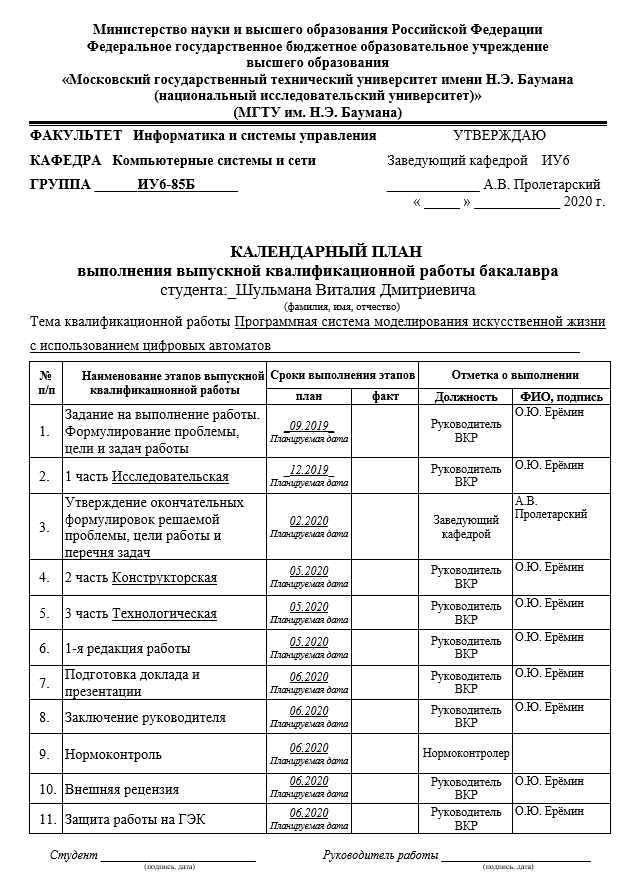 Министерство науки и высшего образования Российской Федерации
Федеральное государственное бюджетное образовательное учреждение
высшего образования
«Московский государственный технический университет имени Н.Э. Баумана
(национальный исследовательский университет)»
(МГТУ им. Н.Э. Баумана)
ФАКУЛЬТЕТ Информатика и системы управления УТВЕРЖДАЮ
КАФЕДРА Компьютерные системы и сети Заведующий кафедрой ИУ6
ГРУППА ______ИУ6-85Б______ _____________ А.В. Пролетарский
« _____ » ____________ 2020 г.
КАЛЕНДАРНЫЙ ПЛАН
выполнения выпускной квалификационной работы бакалавра
студента:_Шульмана Виталия Дмитриевича
(фамилия, имя, отчество)
Тема квалификационной работы Программная система моделирования искусственной жизни
с использованием цифровых автоматов
№ п/п Наименование этапов выпускной квалификационной работы Сроки выполнения этапов Отметка о выполнении
план факт Должность ФИО, подпись
1. Задание на выполнение работы. Формулирование проблемы, цели и задач работы _09.2019_ Планируемая дата Руководитель ВКР О.Ю. Ерёмин
2. 1 часть Исследовательская _12.2019_ Планируемая дата Руководитель ВКР О.Ю. Ерёмин
3. Утверждение окончательных формулировок решаемой проблемы, цели работы и перечня задач 02.2020 Планируемая дата Заведующий кафедрой А.В. Пролетарский
4. 2 часть Конструкторская 05.2020 Планируемая дата Руководитель ВКР О.Ю. Ерёмин
5. 3 часть Технологическая 05.2020 Планируемая дата Руководитель ВКР О.Ю. Ерёмин
6. 1-я редакция работы 05.2020 Планируемая дата Руководитель ВКР О.Ю. Ерёмин
7. Подготовка доклада и презентации 06.2020 Планируемая дата Руководитель ВКР О.Ю. Ерёмин
8. Заключение руководителя 06.2020 Планируемая дата Руководитель ВКР О.Ю. Ерёмин
9. Нормоконтроль 06.2020 Планируемая дата Нормоконтролер
10. Внешняя рецензия 06.2020 Планируемая дата Руководитель ВКР О.Ю. Ерёмин
11. Защита работы на ГЭК 06.2020 Планируемая дата Руководитель ВКР О.Ю. Ерёмин
Студент ______________________ Руководитель работы _____________________
(подпись, дата) (подпись, дата)